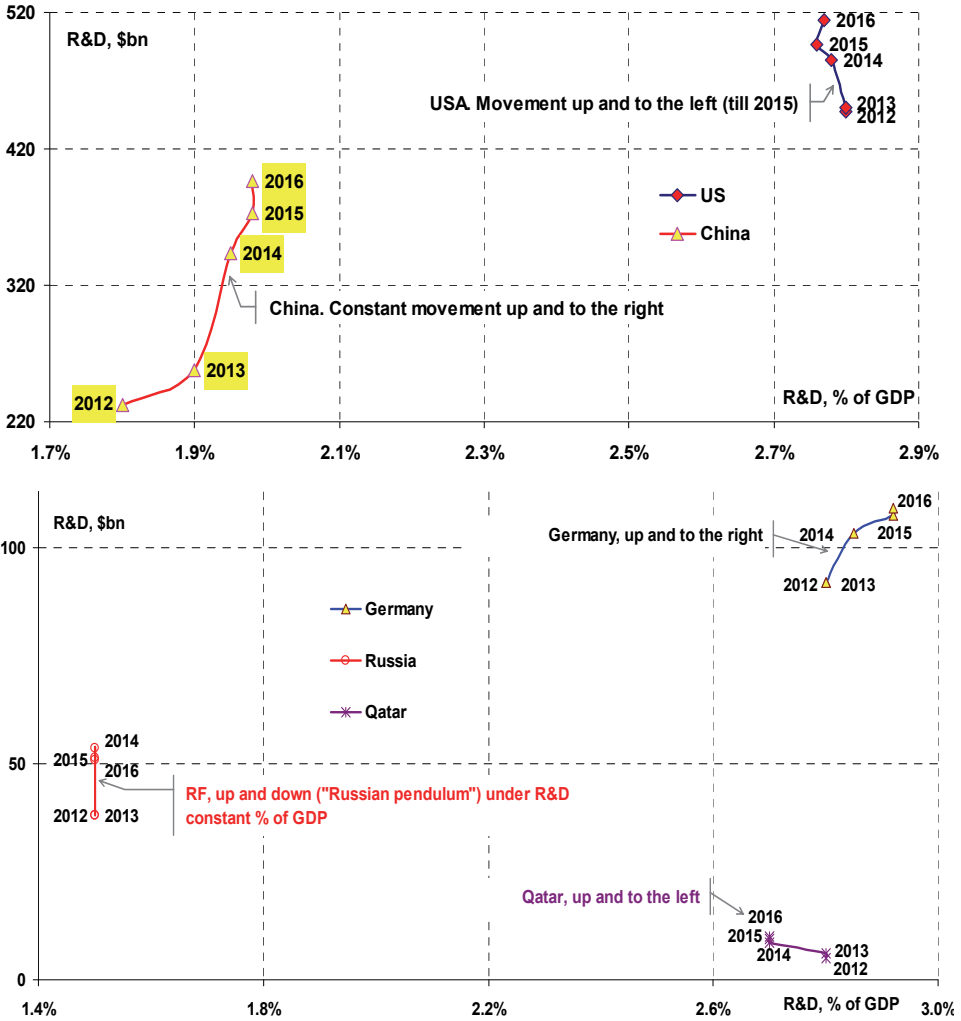 520
R&D, $bn
2016
2015
2014
USA. Movement up and to the left (till 2015)
2013
2012
420
2016
US
2015
China
2014
320
China. Constant movement up and to the right
2013
2012
R&D, % of GDP
220
1.7%
1.9%
2.1%
2.3%
2.5%
2.7%
2.9%
R&D, $bn
2016
Germany, up and to the right
2014
2015
100
2012
2013
Germany
Russia
Qatar
2014
2015
50
2016
RF, up and down ("Russian pendulum") under R&D
constant % of GDP
2012
2013
Qatar, up and to the left
2016
2015
2014
2013
2012
0
1.4%
1.8%
2.2%
2.6%
R&D, % of GDP
3.0%